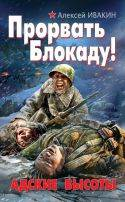 Алексей ИВАКИН
Прорвать
Блокаду!
АДСКИЕ ВЫСОТЫ